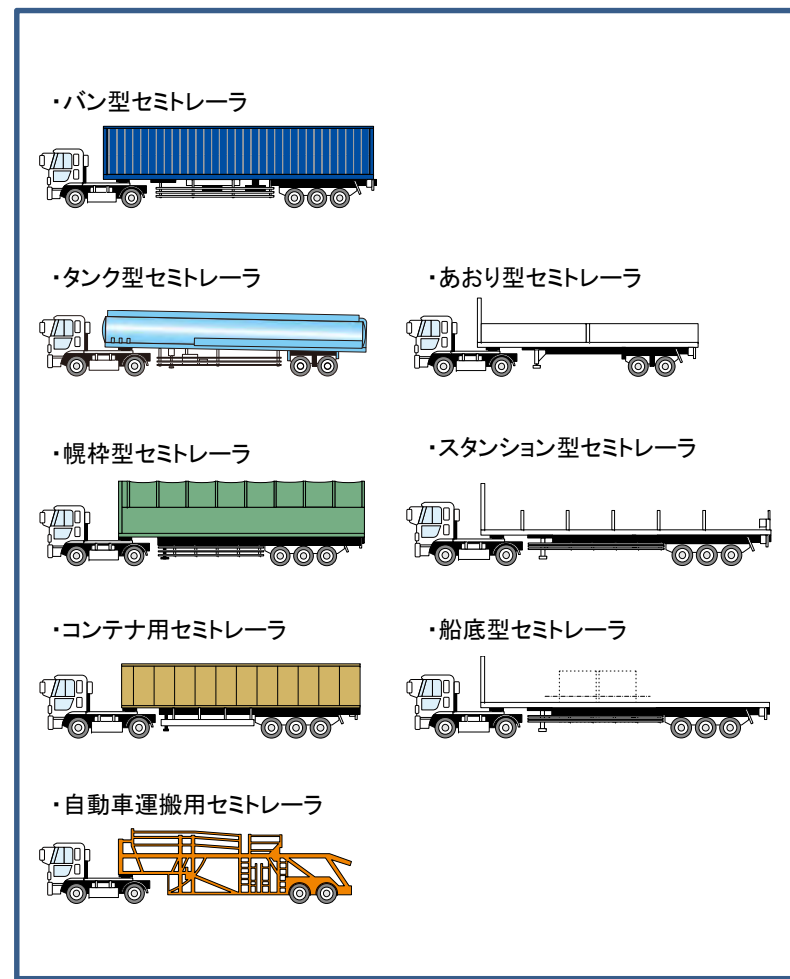 ・バン型セミトレーラ
・タンク型セミトレーラ
・あおり型セミトレーラ
・幌枠型セミトレーラ
・スタンション型セミトレーラ
・コンテナ用セミトレーラ
・船底型セミトレーラ
・自動車運搬用セミトレーラ